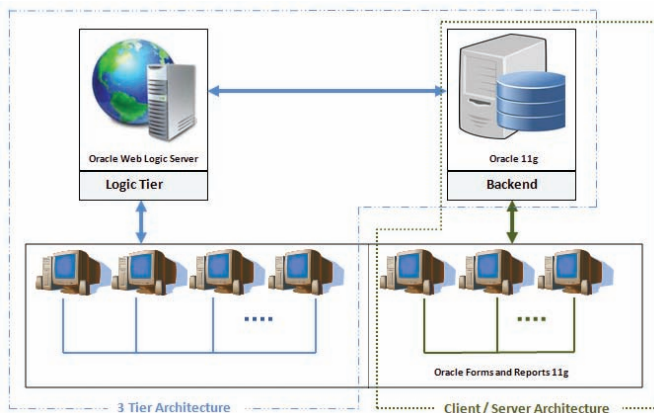 Oracle Web Logic Server
Logic Tier
Oracle 11g
Backend
Oracle Forms and Reports 11g
3 Tier Architecture
Client / Server Architecture